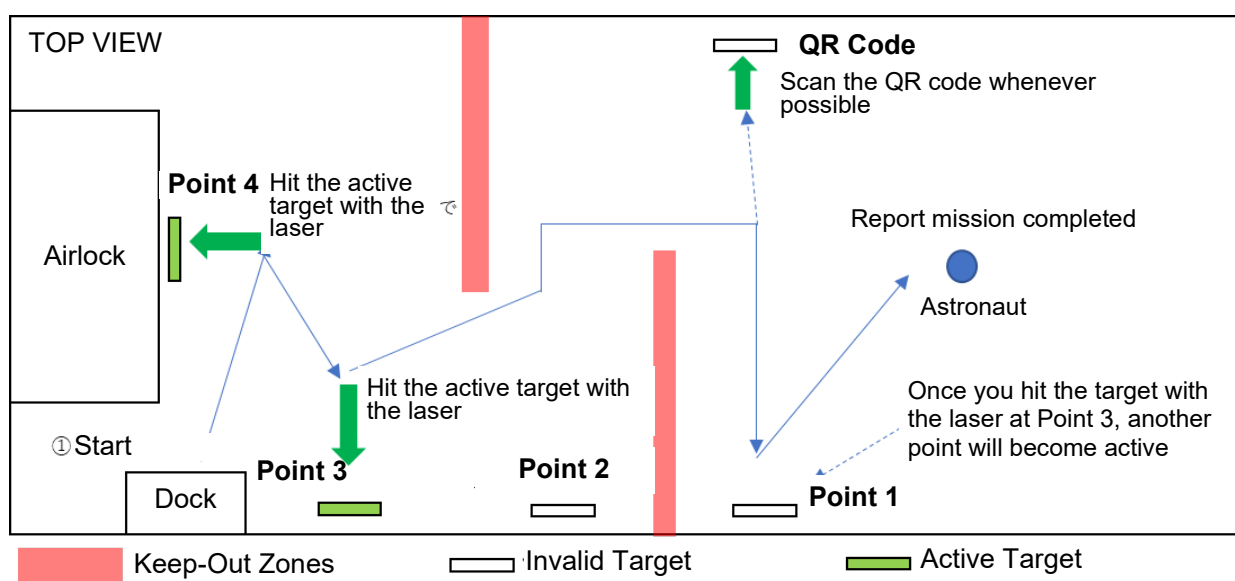 TOP VIEW
QR Code
Scan the QR code whenever
possible
Point 4
Hit the active
target with the で
laser
Airlock
Report mission completed
Astronaut
Hit the active target with
the laser
Once you hit the target with
the laser at Point 3, another
point will become active
①Start
Point 3
Point 2
Point 1
Dock
Keep-Out Zones
Invalid Target
Active Target